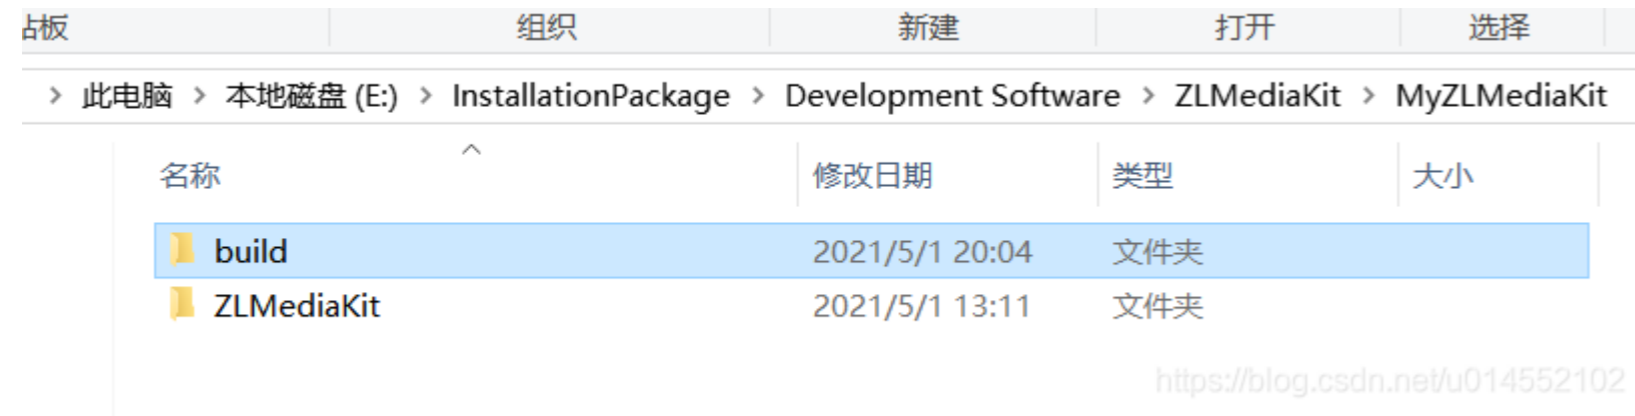 组织 新建 打开 选择
> 此电脑 > 本地磁盘 (E:) > InstallationPackage > Development Software > ZLMediaKit > MyZLMediaKit
名称 修改日期 类型 大小
build 2021/5/1 20:04 文件夹
ZLMediaKit 2021/5/1 13:11 文件夹
https://blog.csdn.net/u014552102